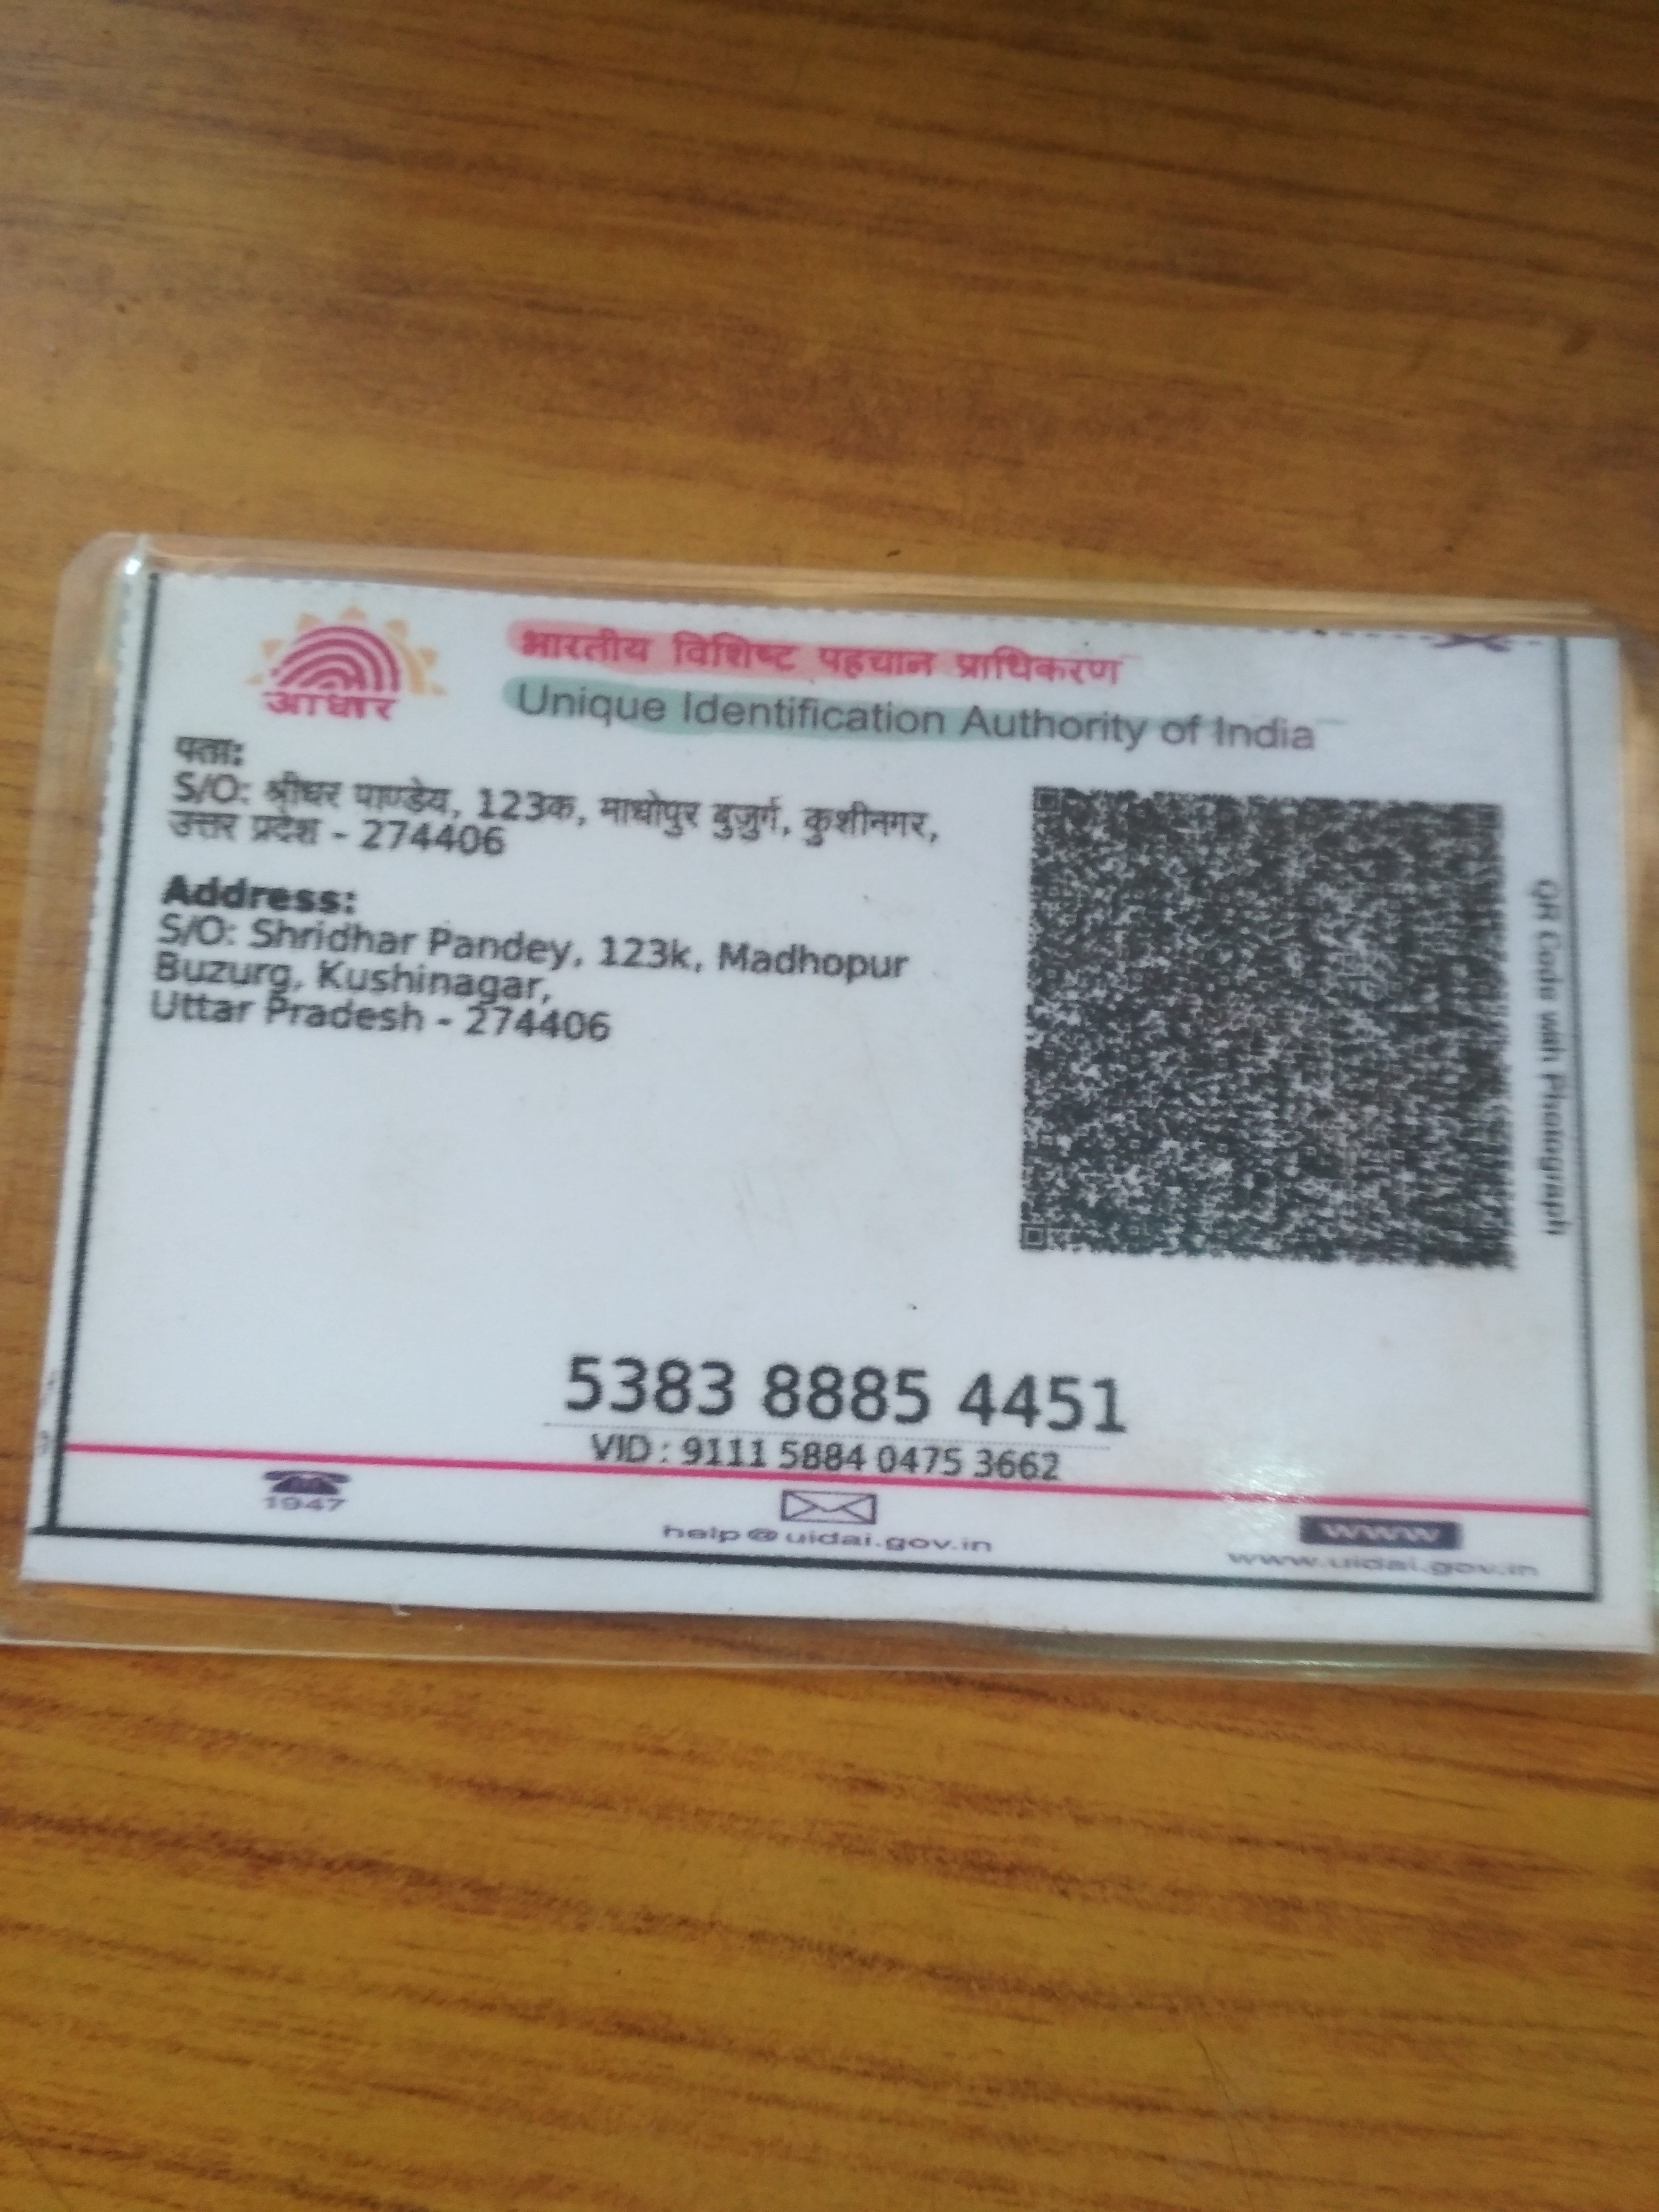 आधार
भारतीय विशिष्ट पहचान प्राधिकरण
Unique Identification Authority of India
पता:
S/O: श्रीधर पाण्डेय, 123क, माधोपुर बुजुर्ग, कुशीनगर,
उत्तर प्रदेश - 274406
Address:
S/O: Shridhar Pandey, 123k, Madhopur
Buzurg, Kushinagar,
Uttar Pradesh - 274406
QR Code with Photograph
5383 8885 4451
VID : 9111 5884 0475 3662
1947
help@uidai.gov.in
www
www.uidai.gov.in